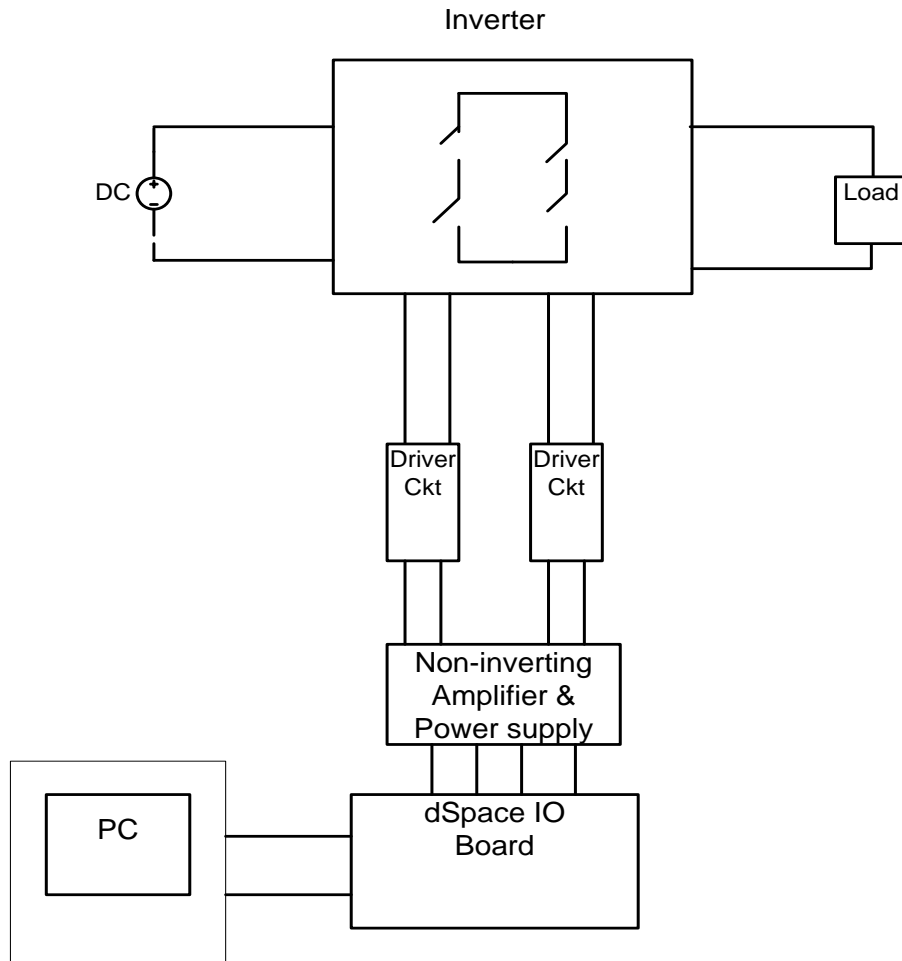 Inverter
DC
Load
Driver
Ckt
Driver
Ckt
Non-inverting
Amplifier &
Power supply
dSpace IO
Board
PC